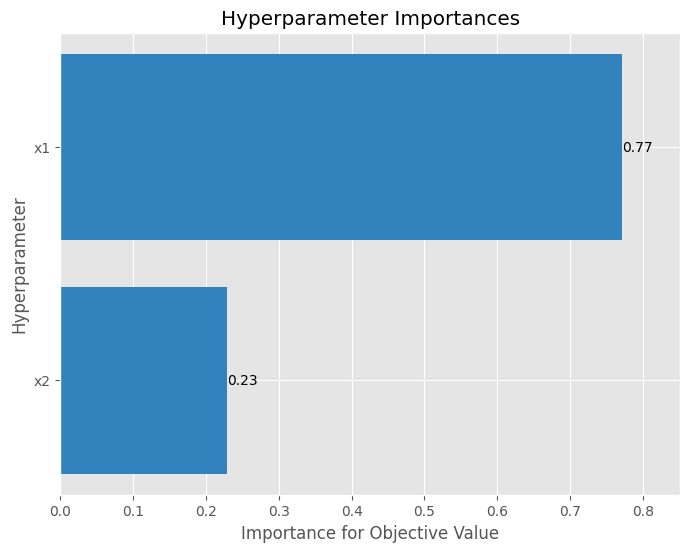 Hyperparameter Importances
Hyperparameter
x1
0.77
x2
0.23
0.0 0.1 0.2 0.3 0.4 0.5 0.6 0.7 0.8
Importance for Objective Value